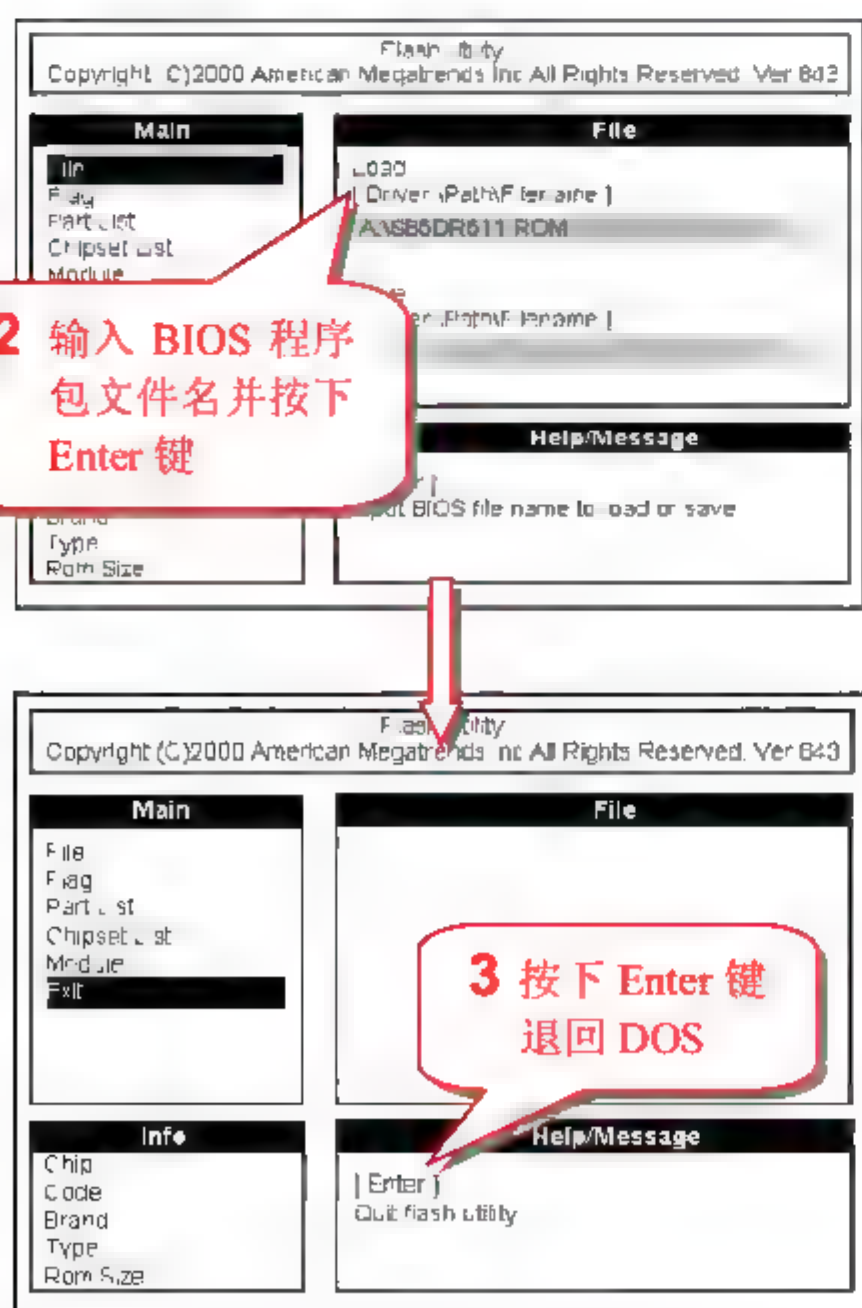 Flash Utility
Copyright (C)2000 American Megatrends Inc All Rights Reserved. Ver 843
Main
File
Flag
Part List
Chipset List
Module
File
Load
[ Driver \Path\Filename ]
A:\SB6DR611 ROM
\Path\Filename ]
2 输入 BIOS 程序
包文件名并按下
Enter 键
Help/Message
BIOS file name to load or save
Brand
Type
Rom Size
Flash Utility
Copyright (C)2000 American Megatrends Inc All Rights Reserved. Ver 843
Main
File
Flag
Part List
Chipset List
Module
Exit
File
3 按下 Enter 键
退回 DOS
Info
Chip
Code
Brand
Type
Rom Size
Help/Message
[ Enter ]
Quit flash utility